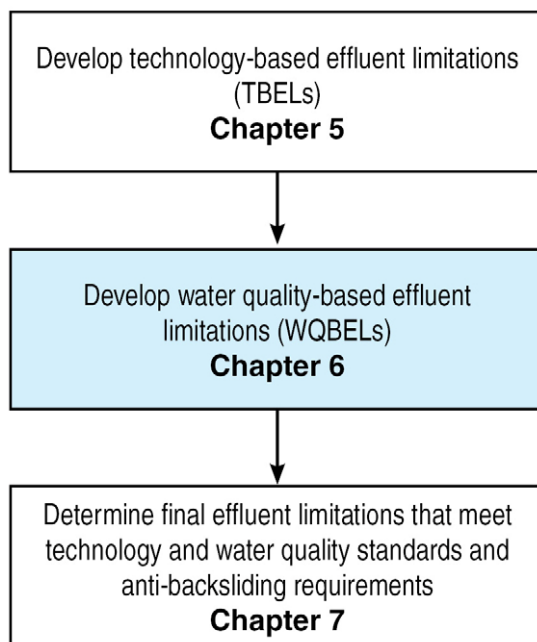 Develop technology-based effluent limitations
(TBELs)
Chapter 5
Develop water quality-based effluent
limitations (WQBELs)
Chapter 6
Determine final effluent limitations that meet
technology and water quality standards and
anti-backsliding requirements
Chapter 7